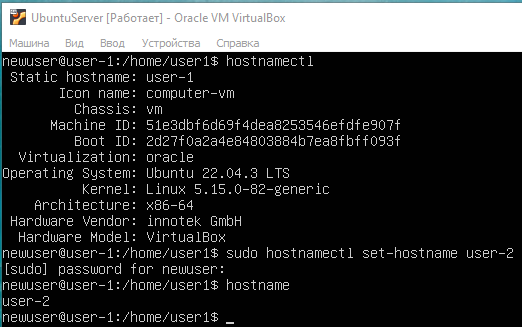 UbuntuServer [Работает] - Oracle VM VirtualBox
Машина Вид Ввод Устройства Справка
newuser@user-1:/home/user1$ hostnamectl
Static hostname: user-1
Icon name: computer-vm
Chassis: vm
Machine ID: 51e3dbf6d69f4dea8253546efdfe907f
Boot ID: 2d27f0a2a4e84803884b7ea8fbff093f
Virtualization: oracle
Operating System: Ubuntu 22.04.3 LTS
Kernel: Linux 5.15.0-82-generic
Architecture: x86-64
Hardware Vendor: innotek GmbH
Hardware Model: VirtualBox
newuser@user-1:/home/user1$ sudo hostnamectl set-hostname user-2
[sudo] password for newuser:
newuser@user-1:/home/user1$ hostname
user-2
newuser@user-1:/home/user1$ _